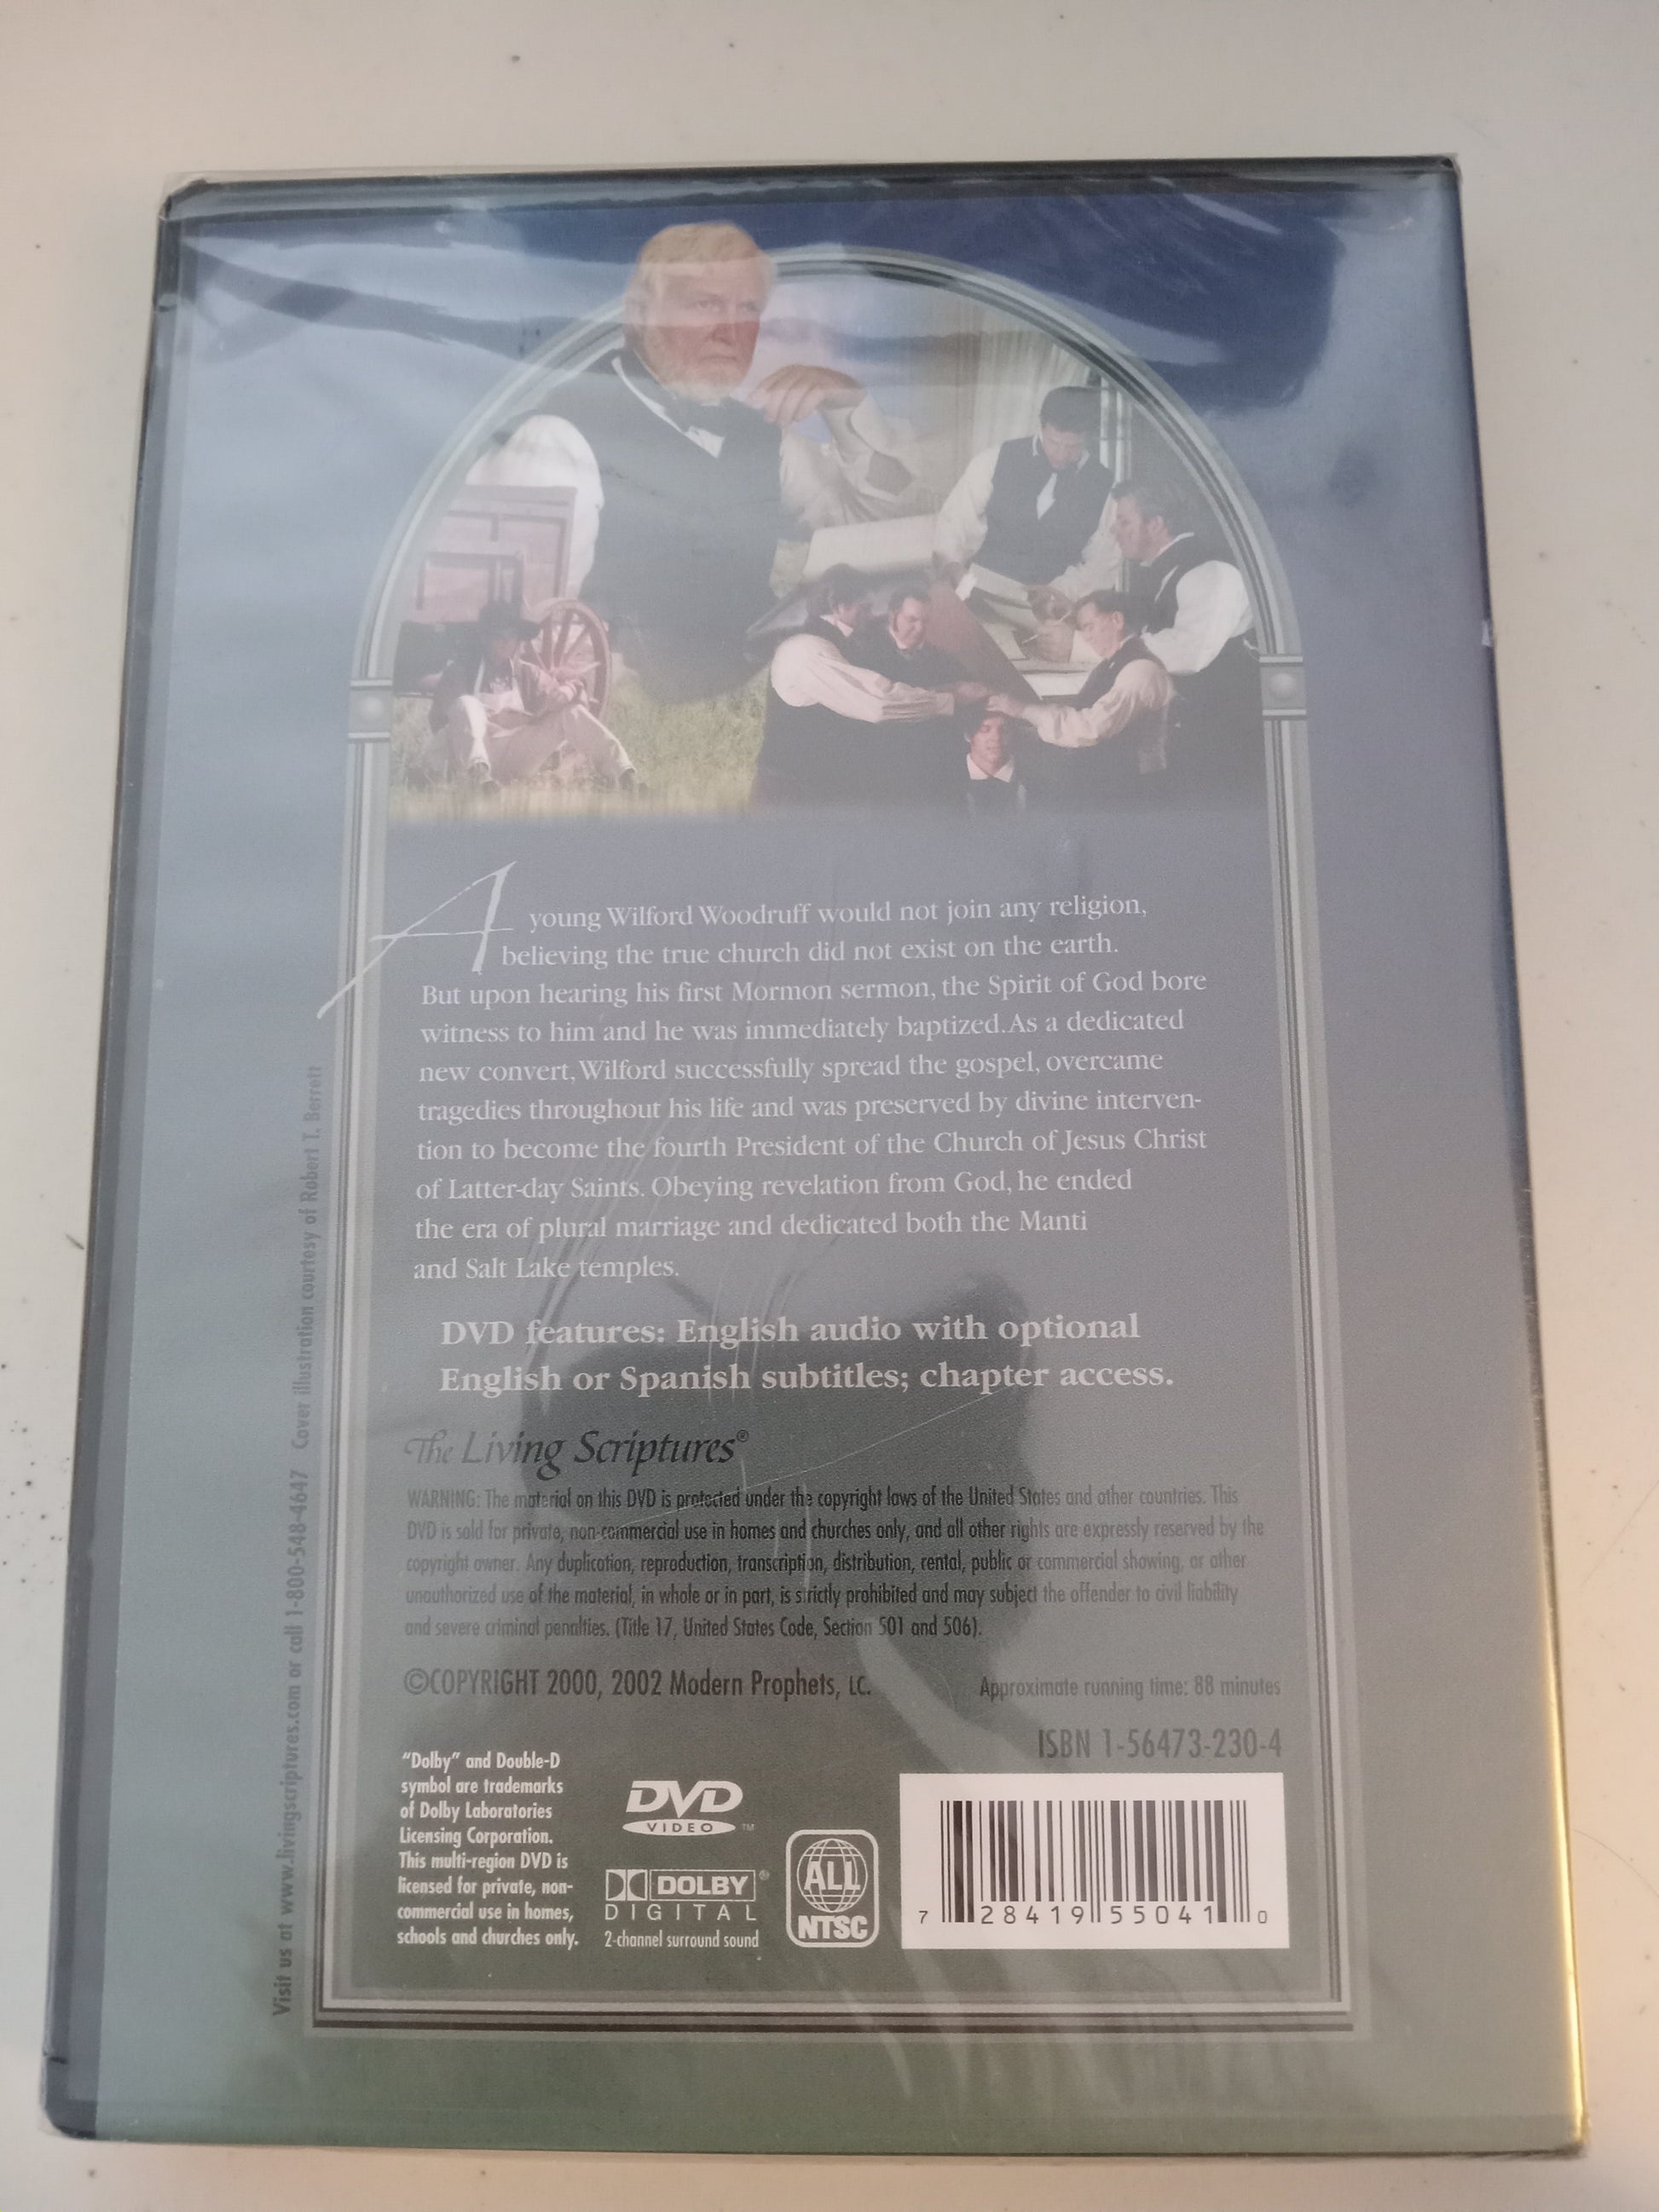 A young Wilford Woodruff would not join any religion,
believing the true church did not exist on the earth.
But upon hearing his first Mormon sermon, the Spirit of God bore
witness to him and he was immediately baptized. As a dedicated
new convert, Wilford successfully spread the gospel, overcame
tragedies throughout his life and was preserved by divine interven-
tion to become the fourth President of the Church of Jesus Christ
of Latter-day Saints. Obeying revelation from God, he ended
the era of plural marriage and dedicated both the Manti
and Salt Lake temples.
DVD features: English audio with optional
English or Spanish subtitles; chapter access.
The Living Scriptures®
WARNING: The material on this DVD is protected under the copyright laws of the United States and other countries. This
DVD is sold for private, non-commercial use in homes and churches only, and all other rights are expressly reserved by the
copyright owner. Any duplication, reproduction, transcription, distribution, rental, public or commercial showing, or other
unauthorized use of the material, in whole or in part, is strictly prohibited and may subject the offender to civil liability
and severe criminal penalties. (Title 17, United States Code, Section 501 and 506).
©COPYRIGHT 2000, 2002 Modern Prophets, LC.
Approximate running time: 88 minutes
ISBN 1-56473-230-4
"Dolby" and Double-D
symbol are trademarks
of Dolby Laboratories
Licensing Corporation.
This multi-region DVD is
licensed for private, non-
commercial use in homes,
schools and churches only.
DVD
VIDEO TM
DOLBY ®
DIGITAL
2-channel surround sound
ALL
NTSC
7 28419 55041 0
Visit us at www.livingscriptures.com or call 1-800-548-4647 Cover illustration courtesy of Robert T. Berrett